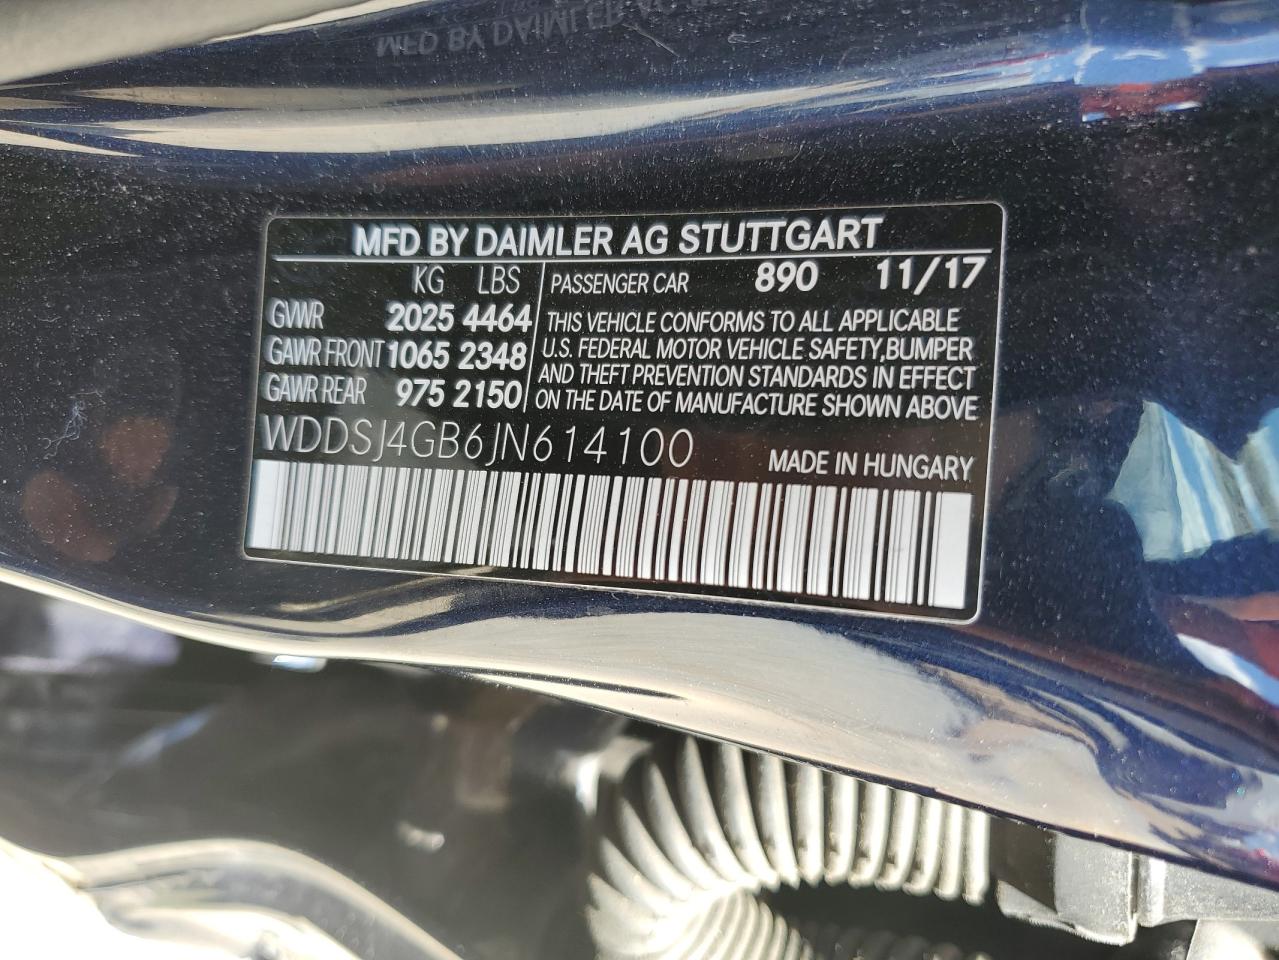 MFD BY DAIMLER AG STUTTGART
KG LBS
GVWR 2025 4464
GAWR FRONT 1065 2348
GAWR REAR 975 2150
PASSENGER CAR 890 11/17
THIS VEHICLE CONFORMS TO ALL APPLICABLE
U.S. FEDERAL MOTOR VEHICLE SAFETY,BUMPER
AND THEFT PREVENTION STANDARDS IN EFFECT
ON THE DATE OF MANUFACTURE SHOWN ABOVE
WDDSJ4GB6JN614100
MADE IN HUNGARY